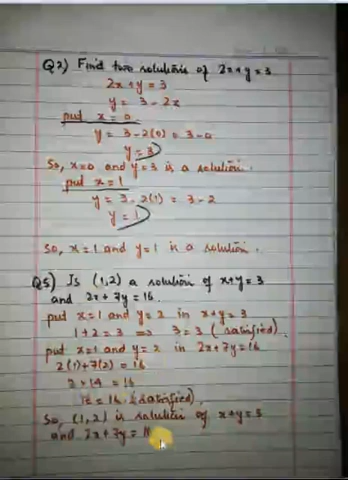 Q2) Find two solutions of 2x+y=3
2x+y=3
y = 3-2x
put x=0
y = 3-2(0) = 3-0
y=3
So, x=0 and y=3 is a solution.
put x=1
y = 3-2(1) = 3-2
y=1
So, x=1 and y=1 is a solution.
Q5) Is (1,2) a solution of x+y=3
and 2x+7y=16.
put x=1 and y=2 in x+y=3
1+2=3 => 3=3 (satisfied).
put x=1 and y=2 in 2x+7y=16
2(1)+7(2)=16
2+14=16
16=16 (satisfied).
So, (1,2) is solution of x+y=3
and 2x+7y=